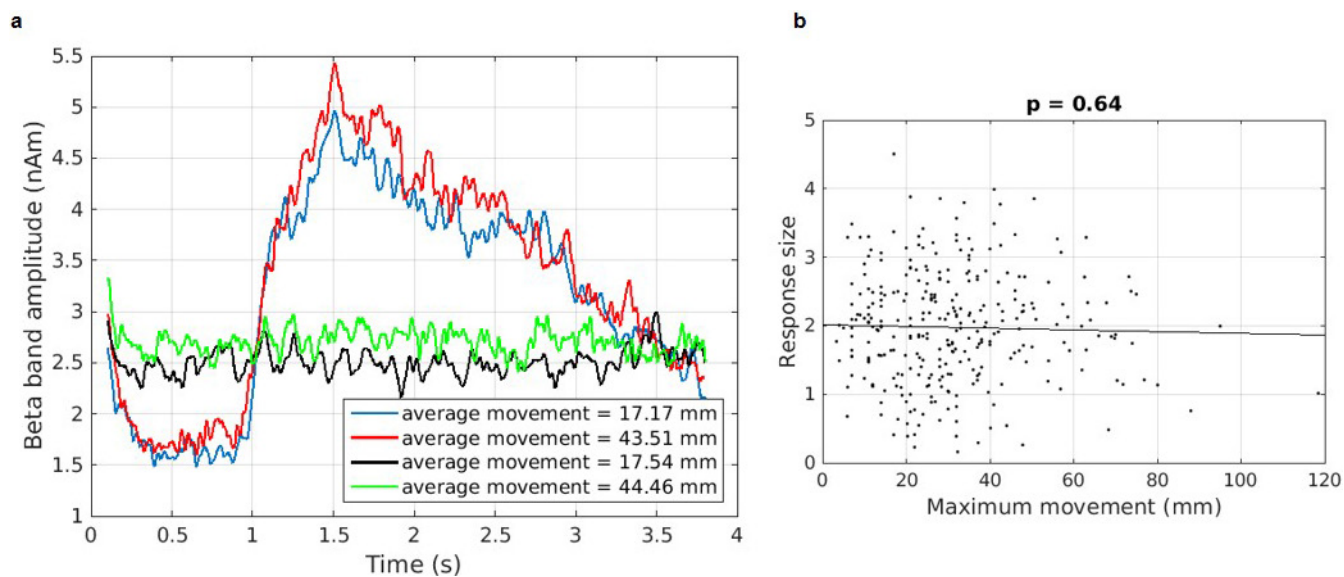 a
b
5.5
5
4.5
4
3.5
3
2.5
2
1.5
1
Beta band amplitude (nAm)
average movement = 17.17 mm
average movement = 43.51 mm
average movement = 17.54 mm
average movement = 44.46 mm
0 0.5 1 1.5 2 2.5 3 3.5 4
Time (s)
p = 0.64
5
4
3
2
1
0
Response size
0 20 40 60 80 100 120
Maximum movement (mm)